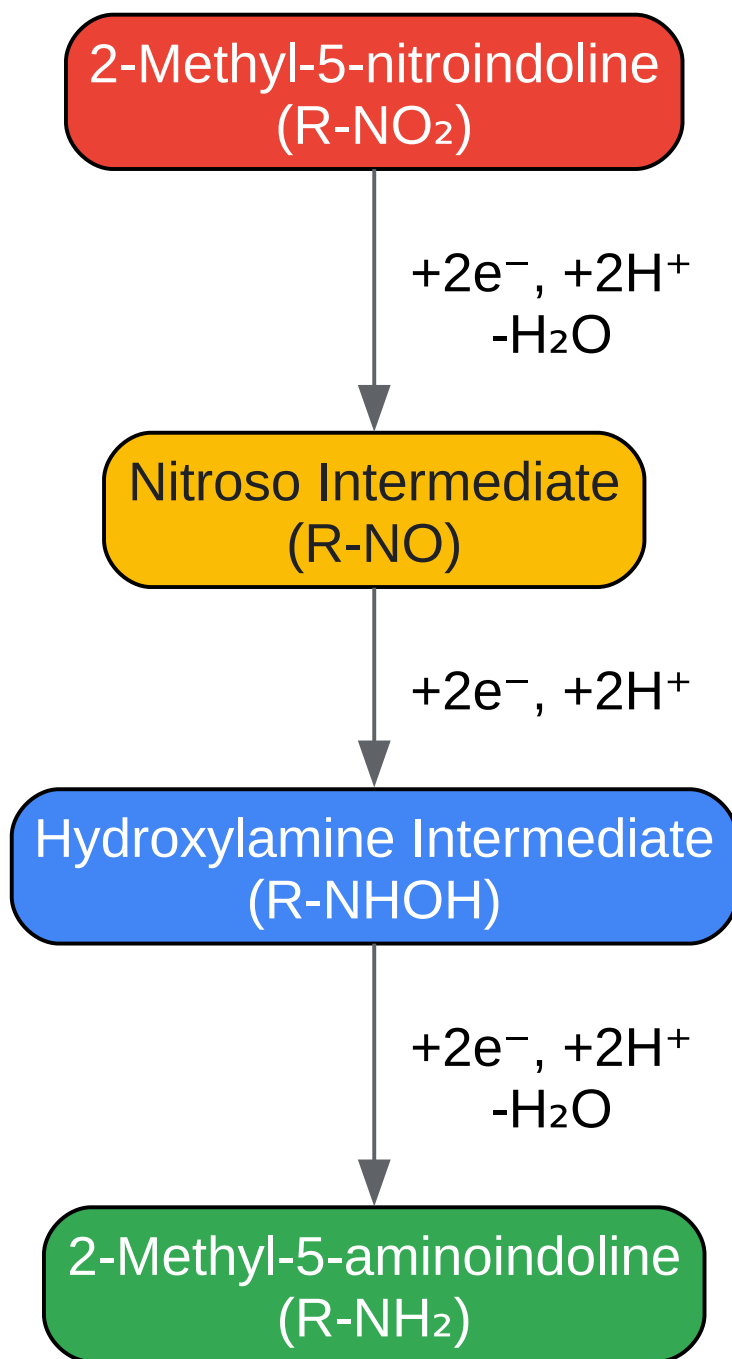 2-Methyl-5-nitroindoline
(R-NO₂)
+2e⁻, +2H⁺
-H₂O
Nitroso Intermediate
(R-NO)
+2e⁻, +2H⁺
Hydroxylamine Intermediate
(R-NHOH)
+2e⁻, +2H⁺
-H₂O
2-Methyl-5-aminoindoline
(R-NH₂)